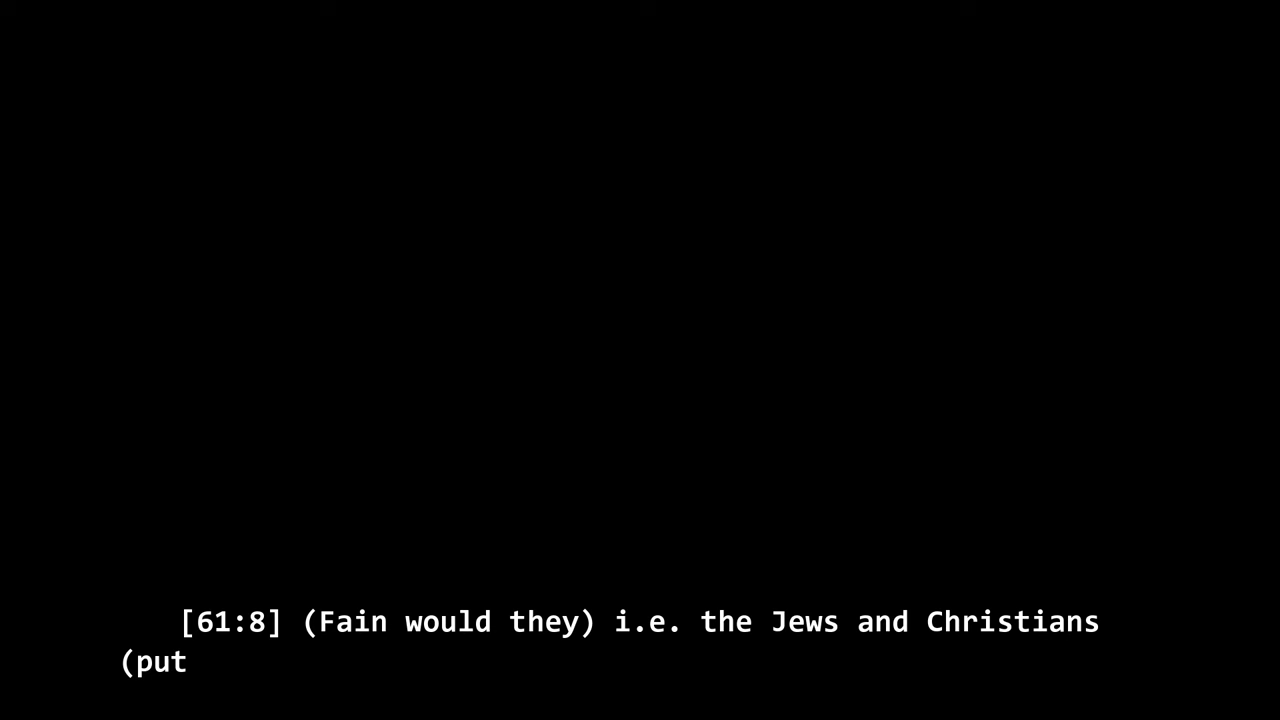 [61:8] (Fain would they) i.e. the Jews and Christians
(put